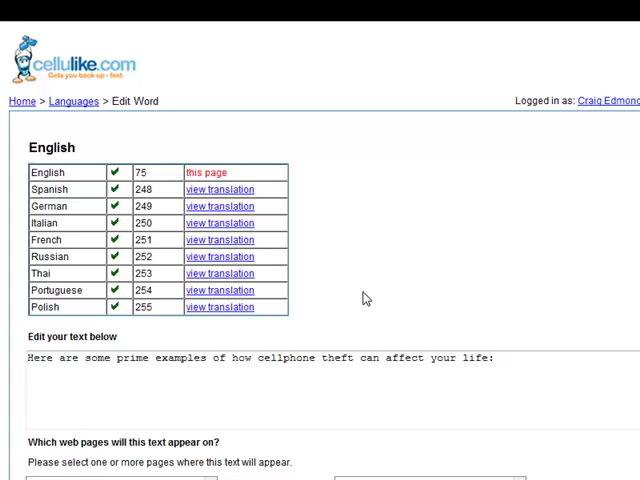 cellulike.com
Gets you back up - fast
Home > Languages > Edit Word
Logged in as: Craig Edmond
English
English 75 this page
Spanish 248 view translation
German 249 view translation
Italian 250 view translation
French 251 view translation
Russian 252 view translation
Thai 253 view translation
Portuguese 254 view translation
Polish 255 view translation
Edit your text below
Here are some prime examples of how cellphone theft can affect your life:
Which web pages will this text appear on?
Please select one or more pages where this text will appear.